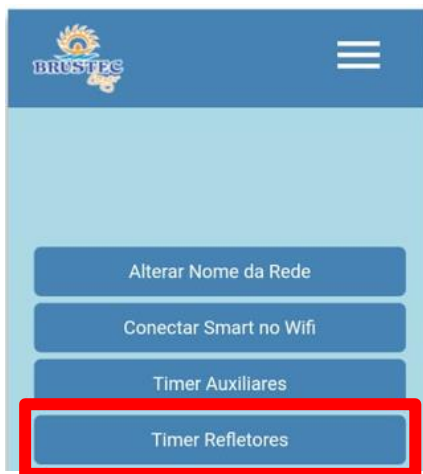 BRUSTEC
Alterar Nome da Rede
Conectar Smart no Wifi
Timer Auxiliares
Timer Refletores